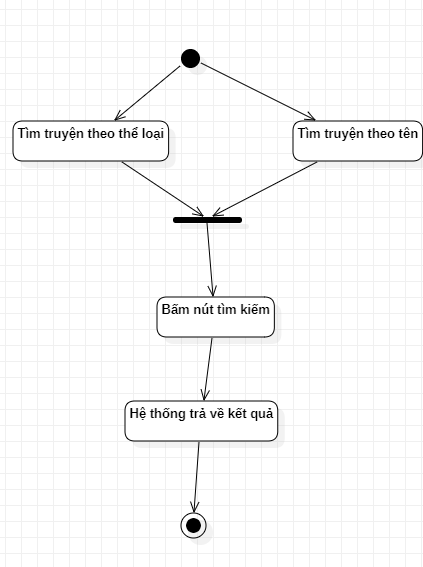 Tìm truyện theo thể loại
Tìm truyện theo tên
Bấm nút tìm kiếm
Hệ thống trả về kết quả